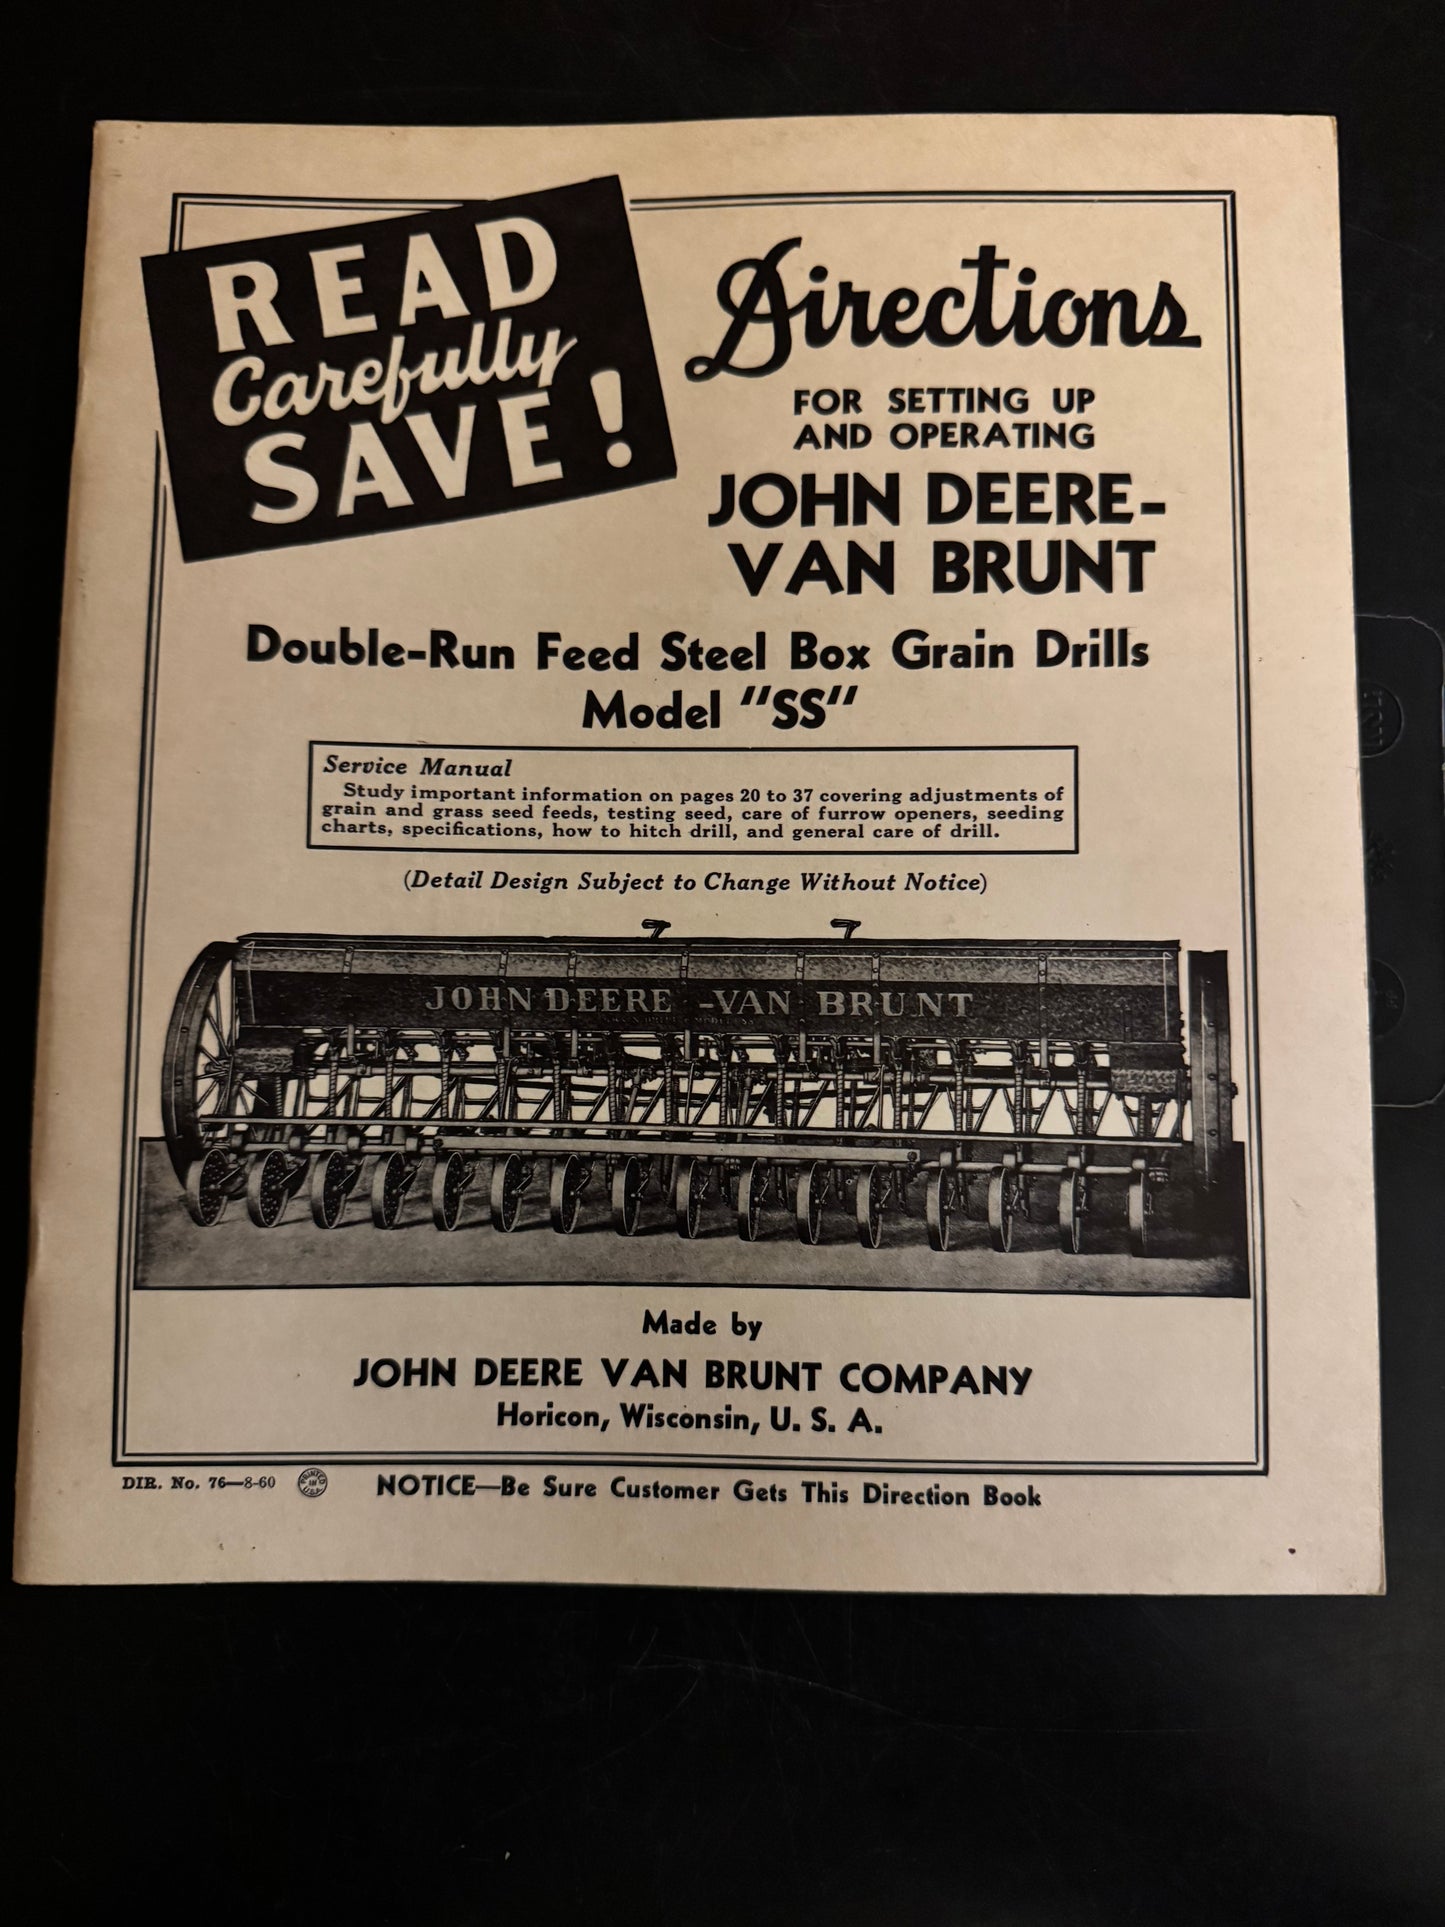 READ
Carefully
SAVE!
Directions
FOR SETTING UP
AND OPERATING
JOHN DEERE-
VAN BRUNT
Double-Run Feed Steel Box Grain Drills
Model "SS"
Service Manual
Study important information on pages 20 to 37 covering adjustments of
grain and grass seed feeds, testing seed, care of furrow openers, seeding
charts, specifications, how to hitch drill, and general care of drill.
(Detail Design Subject to Change Without Notice)
JOHN DEERE -VAN BRUNT
Made by
JOHN DEERE VAN BRUNT COMPANY
Horicon, Wisconsin, U. S. A.
DIR. No. 76—8-60 PRINTED IN U.S.A. NOTICE—Be Sure Customer Gets This Direction Book